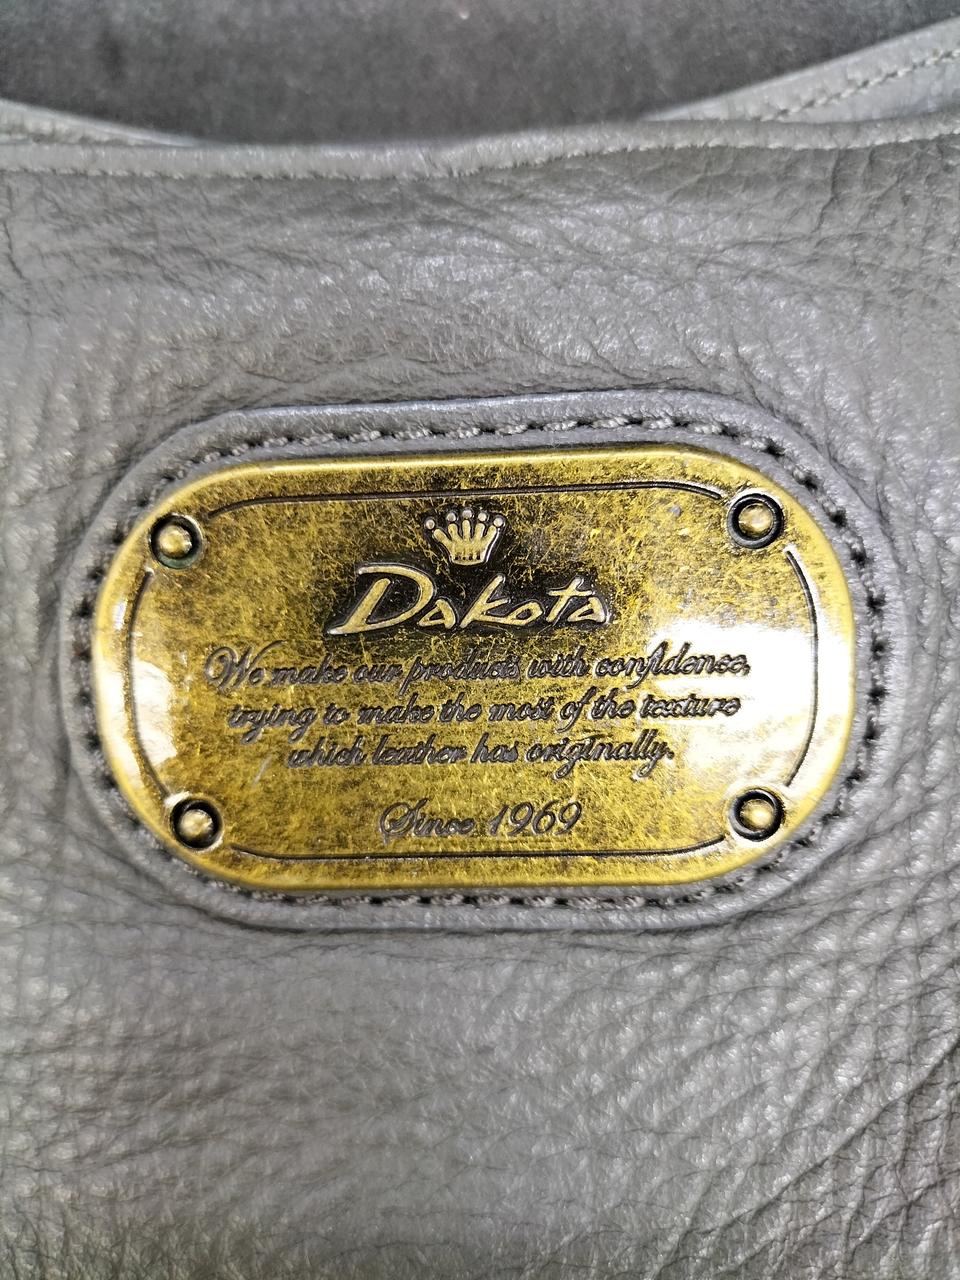 Dakota
We make our products with confidence,
trying to make the most of the texture
which leather has originally.
Since 1969